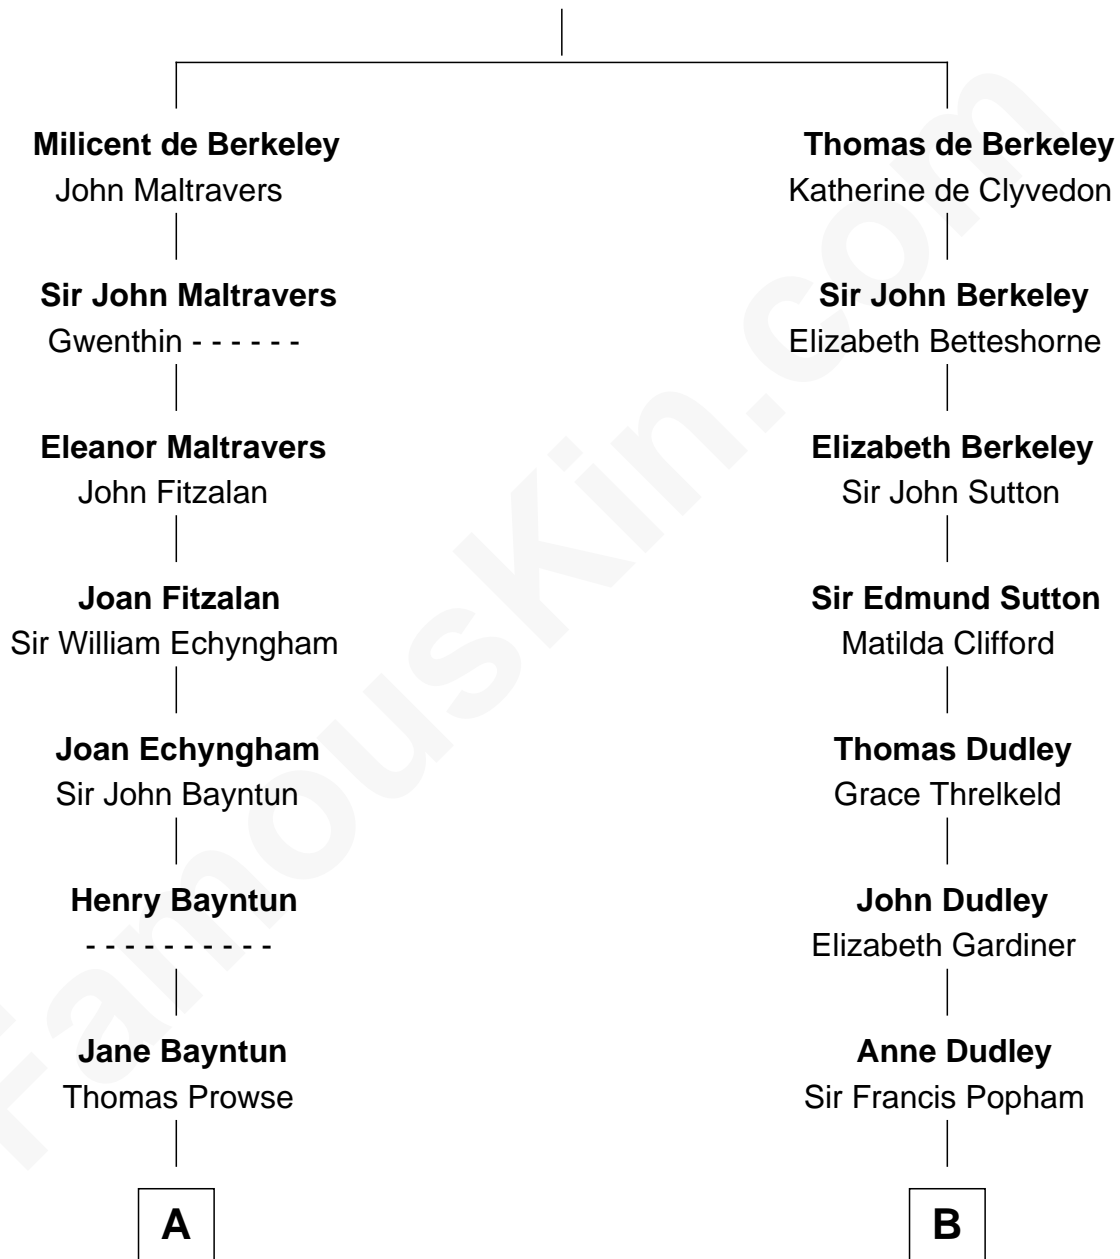 Milicent de Berkeley
John Maltravers
Sir John Maltravers
Gwenthin - - - - - -
Eleanor Maltravers
John Fitzalan
Joan Fitzalan
Sir William Echyngham
Joan Echyngham
Sir John Bayntun
Henry Bayntun
- - - - - - - - - -
Jane Bayntun
Thomas Prowse
A
Thomas de Berkeley
Katherine de Clyvedon
Sir John Berkeley
Elizabeth Betteshorne
Elizabeth Berkeley
Sir John Sutton
Sir Edmund Sutton
Matilda Clifford
Thomas Dudley
Grace Threlkeld
John Dudley
Elizabeth Gardiner
Anne Dudley
Sir Francis Popham
B
FamousKin.com